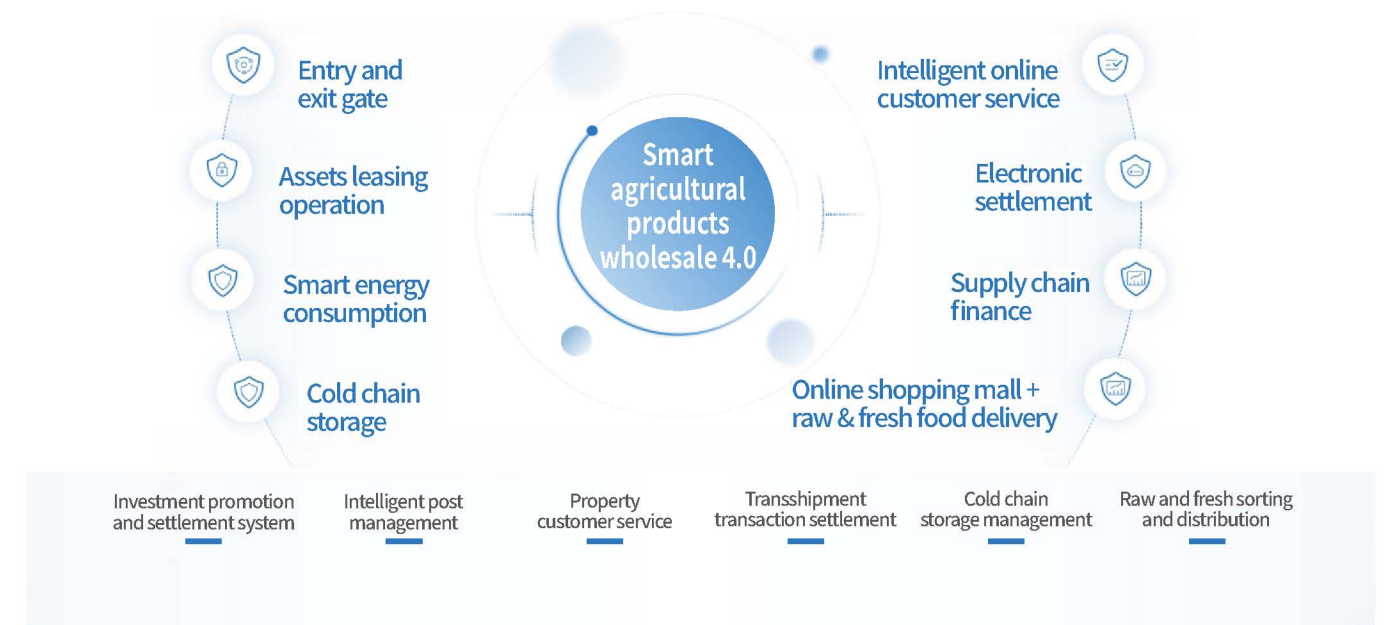 Entry and
exit gate
Assets leasing
operation
Smart energy
consumption
Cold chain
storage
Smart
agricultural
products
wholesale 4.0
Intelligent online
customer service
Electronic
settlement
Supply chain
finance
Online shopping mall +
raw & fresh food delivery
Investment promotion
and settlement system
Intelligent post
management
Property
customer service
Transshipment
transaction settlement
Cold chain
storage management
Raw and fresh sorting
and distribution